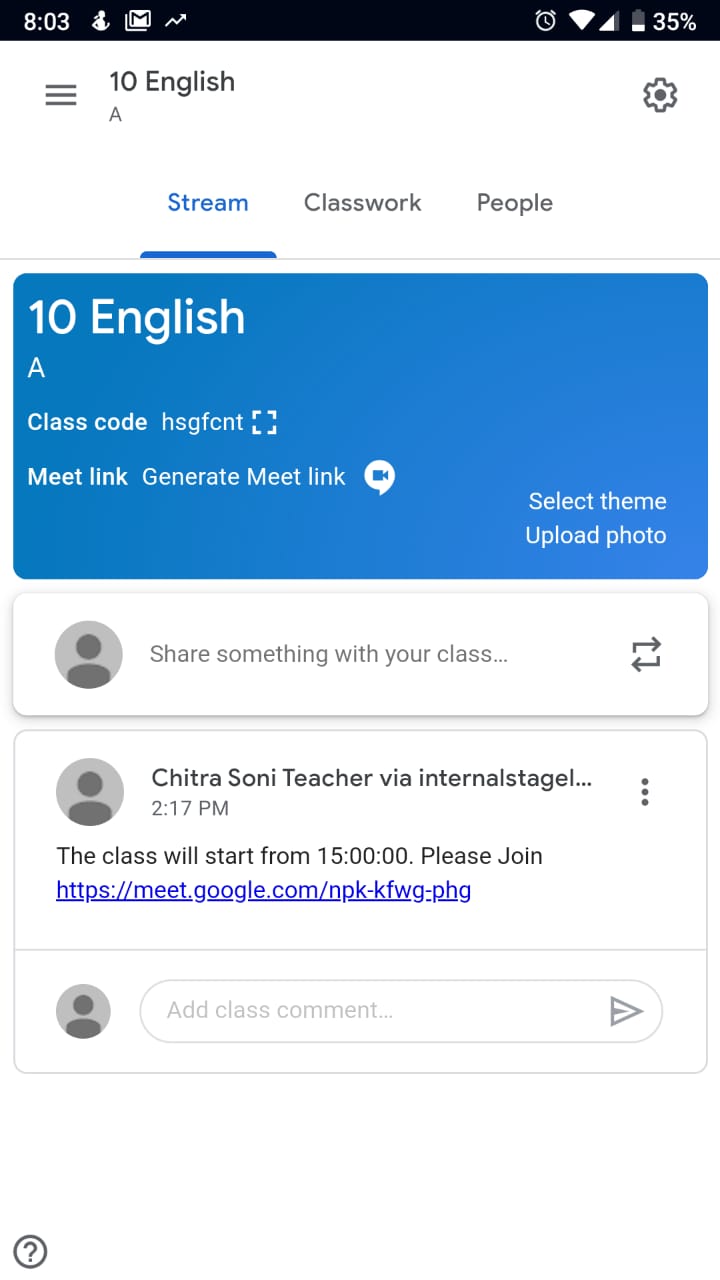 8:03
35%
10 English
A
Stream Classwork People
10 English
A
Class code hsgfcnt
Meet link Generate Meet link
Select theme
Upload photo
Share something with your class...
Chitra Soni Teacher via internalstagel...
2:17 PM
The class will start from 15:00:00. Please Join
https://meet.google.com/npk-kfwg-phg
Add class comment...